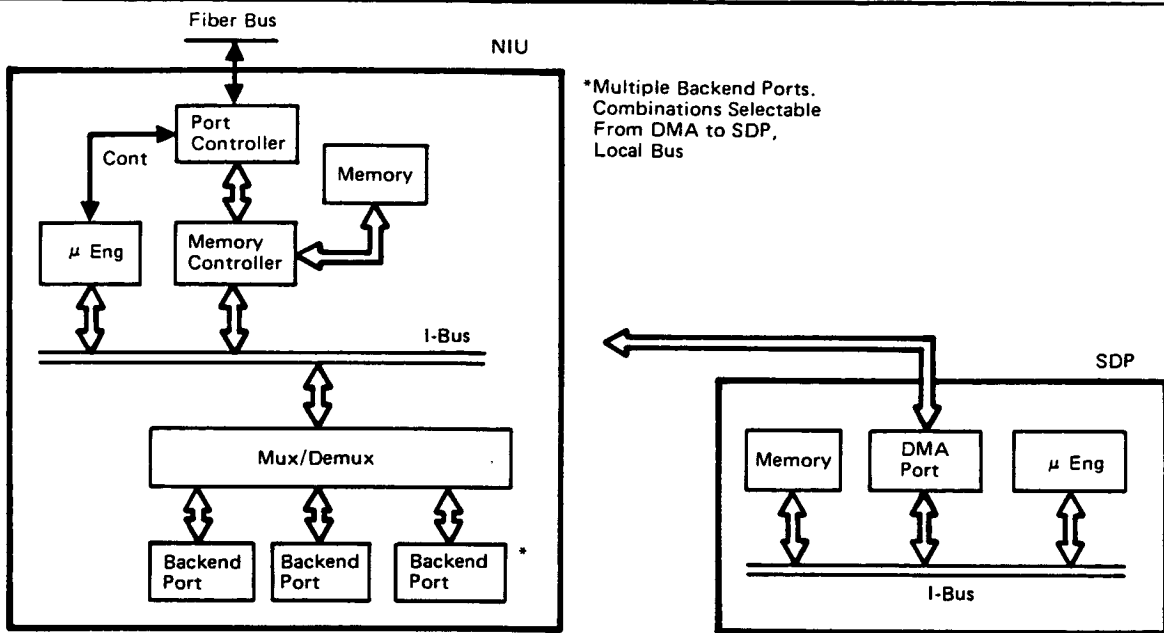 Fiber Bus
NIU
*Multiple Backend Ports.
Combinations Selectable
From DMA to SDP,
Local Bus
Port
Controller
Cont
Memory
μ Eng
Memory
Controller
I-Bus
SDP
Mux/Demux
Memory
DMA
Port
μ Eng
Backend
Port
Backend
Port
Backend
Port
*
I-Bus